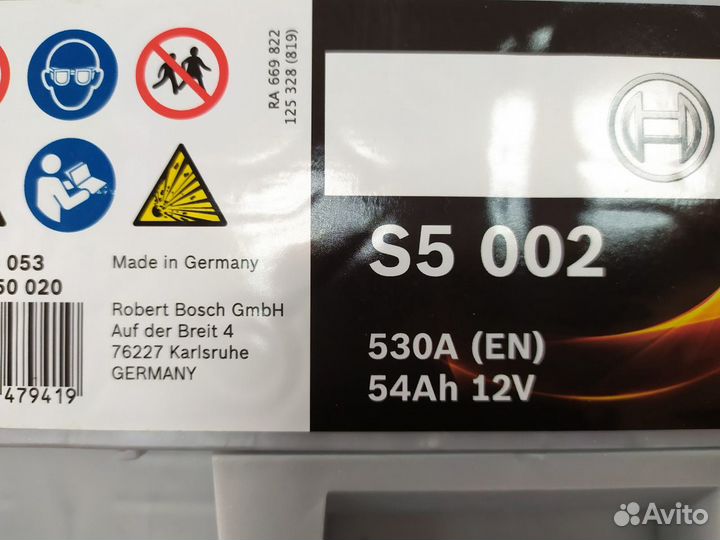 RA 669 822
125 328 (819)
053
50 020
479419
Made in Germany
Robert Bosch GmbH
Auf der Breit 4
76227 Karlsruhe
GERMANY
S5 002
530A (EN)
54Ah 12V
Avito